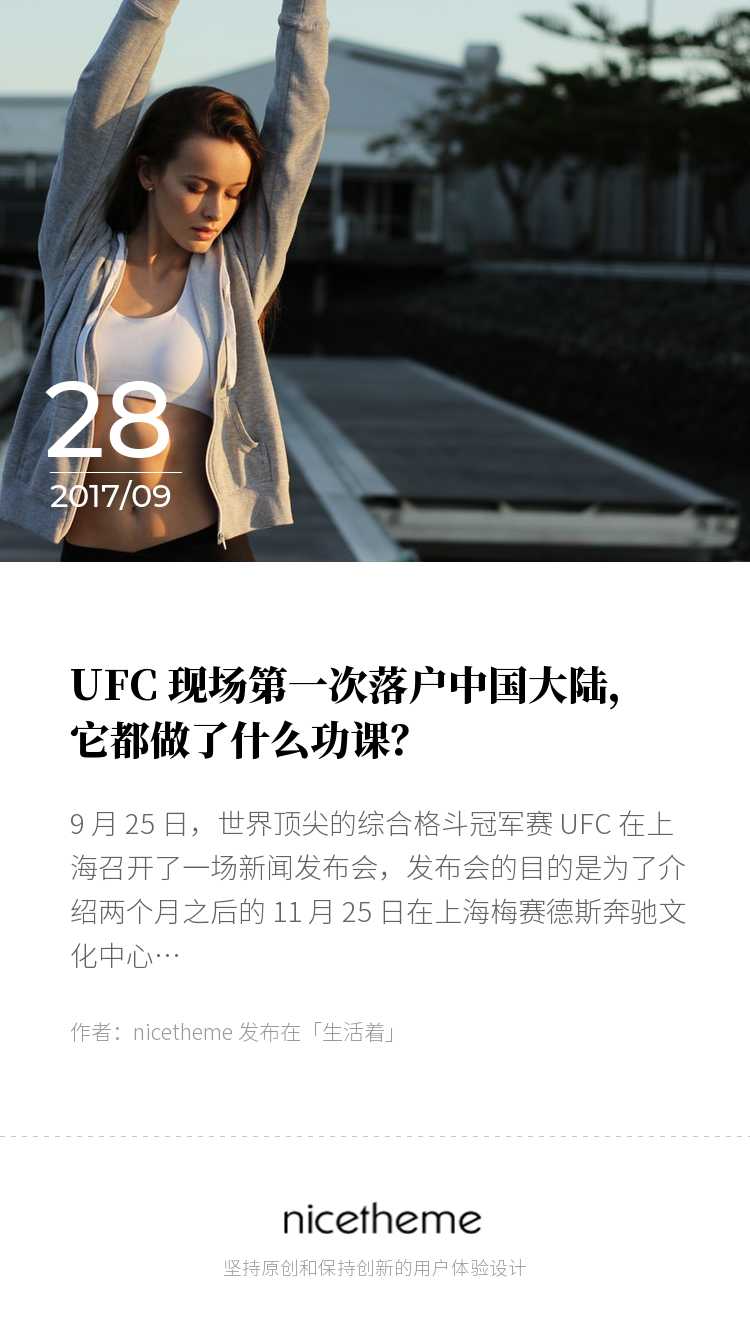 28
2017/09
UFC 现场第一次落户中国大陆，
它都做了什么功课？
9 月 25 日，世界顶尖的综合格斗冠军赛 UFC 在上
海召开了一场新闻发布会，发布会的目的是为了介
绍两个月之后的 11 月 25 日在上海梅赛德斯奔驰文
化中心…
作者：nicetheme 发布在「生活着」
nicetheme
坚持原创和保持创新的用户体验设计